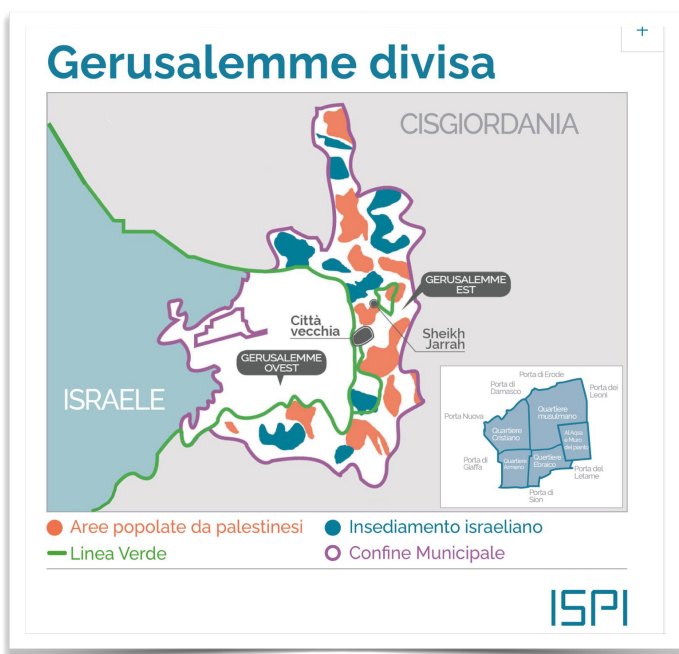 +
Gerusalemme divisa
CISGIORDANIA
GERUSALEMME
EST
Città
vecchia
Sheikh
Jarrah
GERUSALEMME
OVEST
ISRAELE
Porta di Erode
Porta di
Damasco
Porta dei
Leoni
Porta Nuova
Quartiere
musulmano
Quartiere
Cristiano
Al Aqsa
e Muro
del pianto
Porta di
Giaffa
Quartiere
Armeno
Quertiere
Ebraico
Porta del
Letame
Porta di
Sion
Aree popolate da palestinesi
Insediamento israeliano
Linea Verde
Confine Municipale
ISPI